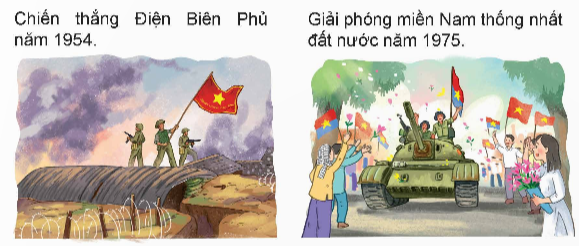 Chiến thắng Điện Biên Phủ
năm 1954.
Giải phóng miền Nam thống nhất
đất nước năm 1975.